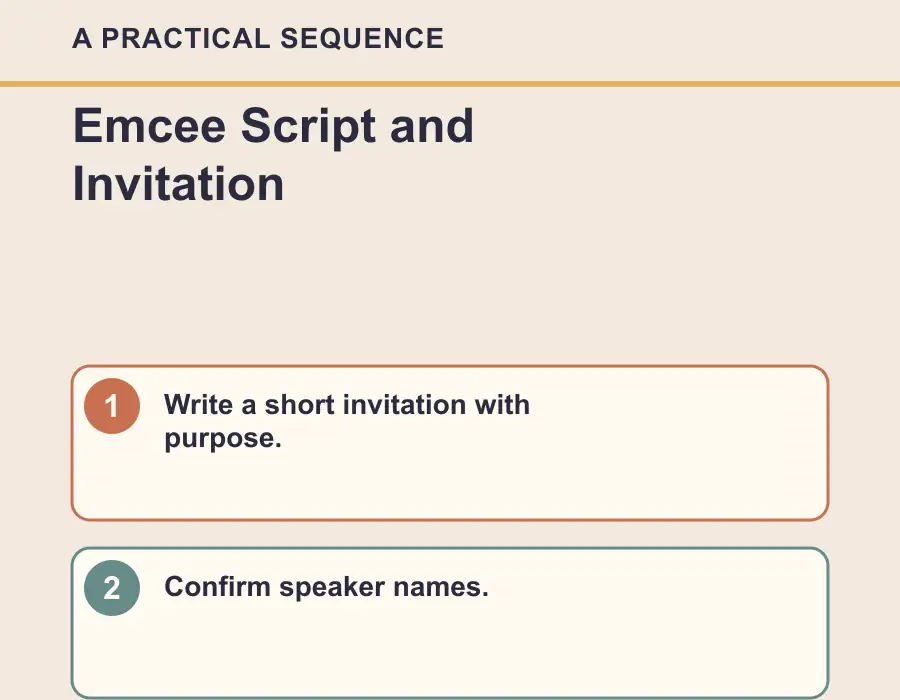 A PRACTICAL SEQUENCE
Emcee Script and
Invitation
1
Write a short invitation with
purpose.
2
Confirm speaker names.